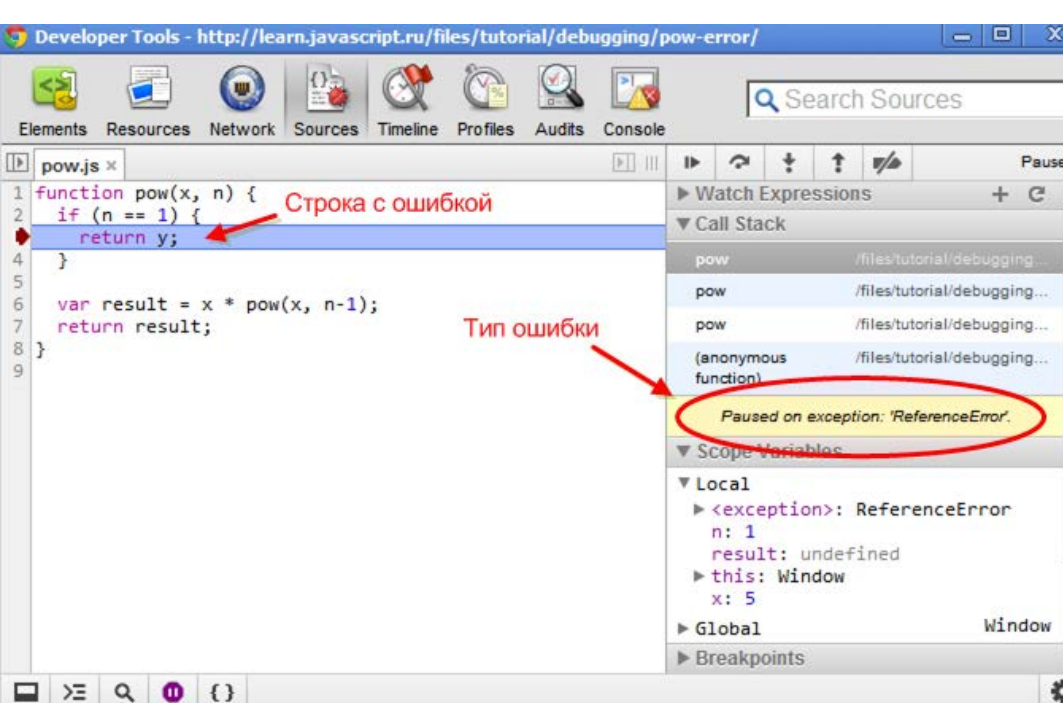 Developer Tools - http://learn.javascript.ru/files/tutorial/debugging/pow-error/
Elements Resources Network Sources Timeline Profiles Audits Console
Search Sources
pow.js ×
Pause
1 function pow(x, n) {
2 if (n == 1) {
return y;
4 }
5
6 var result = x * pow(x, n-1);
7 return result;
8 }
9
Строка с ошибкой
Тип ошибки
Watch Expressions
Call Stack
pow /files/tutorial/debugging...
pow /files/tutorial/debugging...
pow /files/tutorial/debugging...
(anonymous /files/tutorial/debugging...
function)
Paused on exception: 'ReferenceError'.
Scope Variables
Local
<exception>: ReferenceError
n: 1
result: undefined
this: Window
x: 5
Global Window
Breakpoints